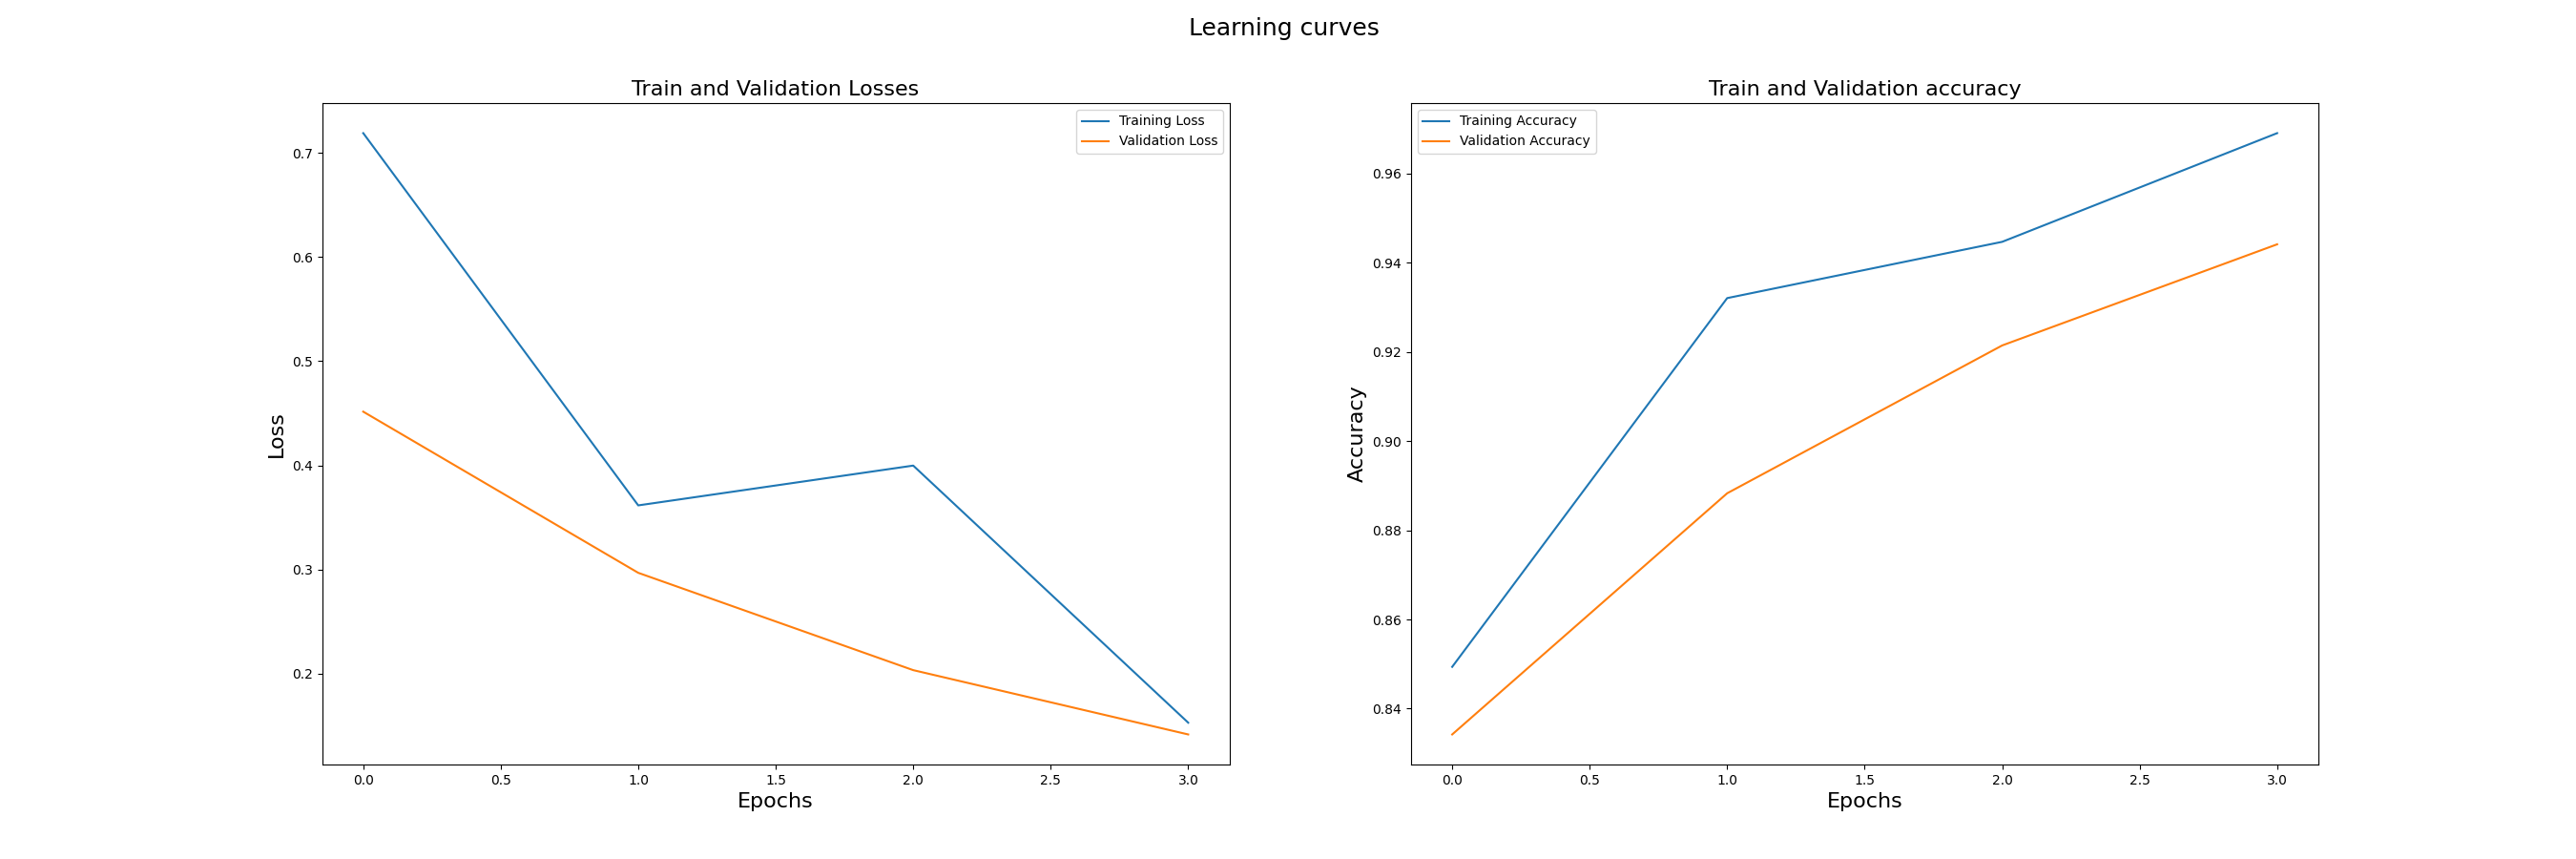 Learning curves
Train and Validation Losses
Training Loss
Validation Loss
0.7
0.6
0.5
0.4
0.3
0.2
Loss
0.0 0.5 1.0 1.5 2.0 2.5 3.0
Epochs
Train and Validation accuracy
Training Accuracy
Validation Accuracy
0.96
0.94
0.92
0.90
0.88
0.86
0.84
Accuracy
0.0 0.5 1.0 1.5 2.0 2.5 3.0
Epochs